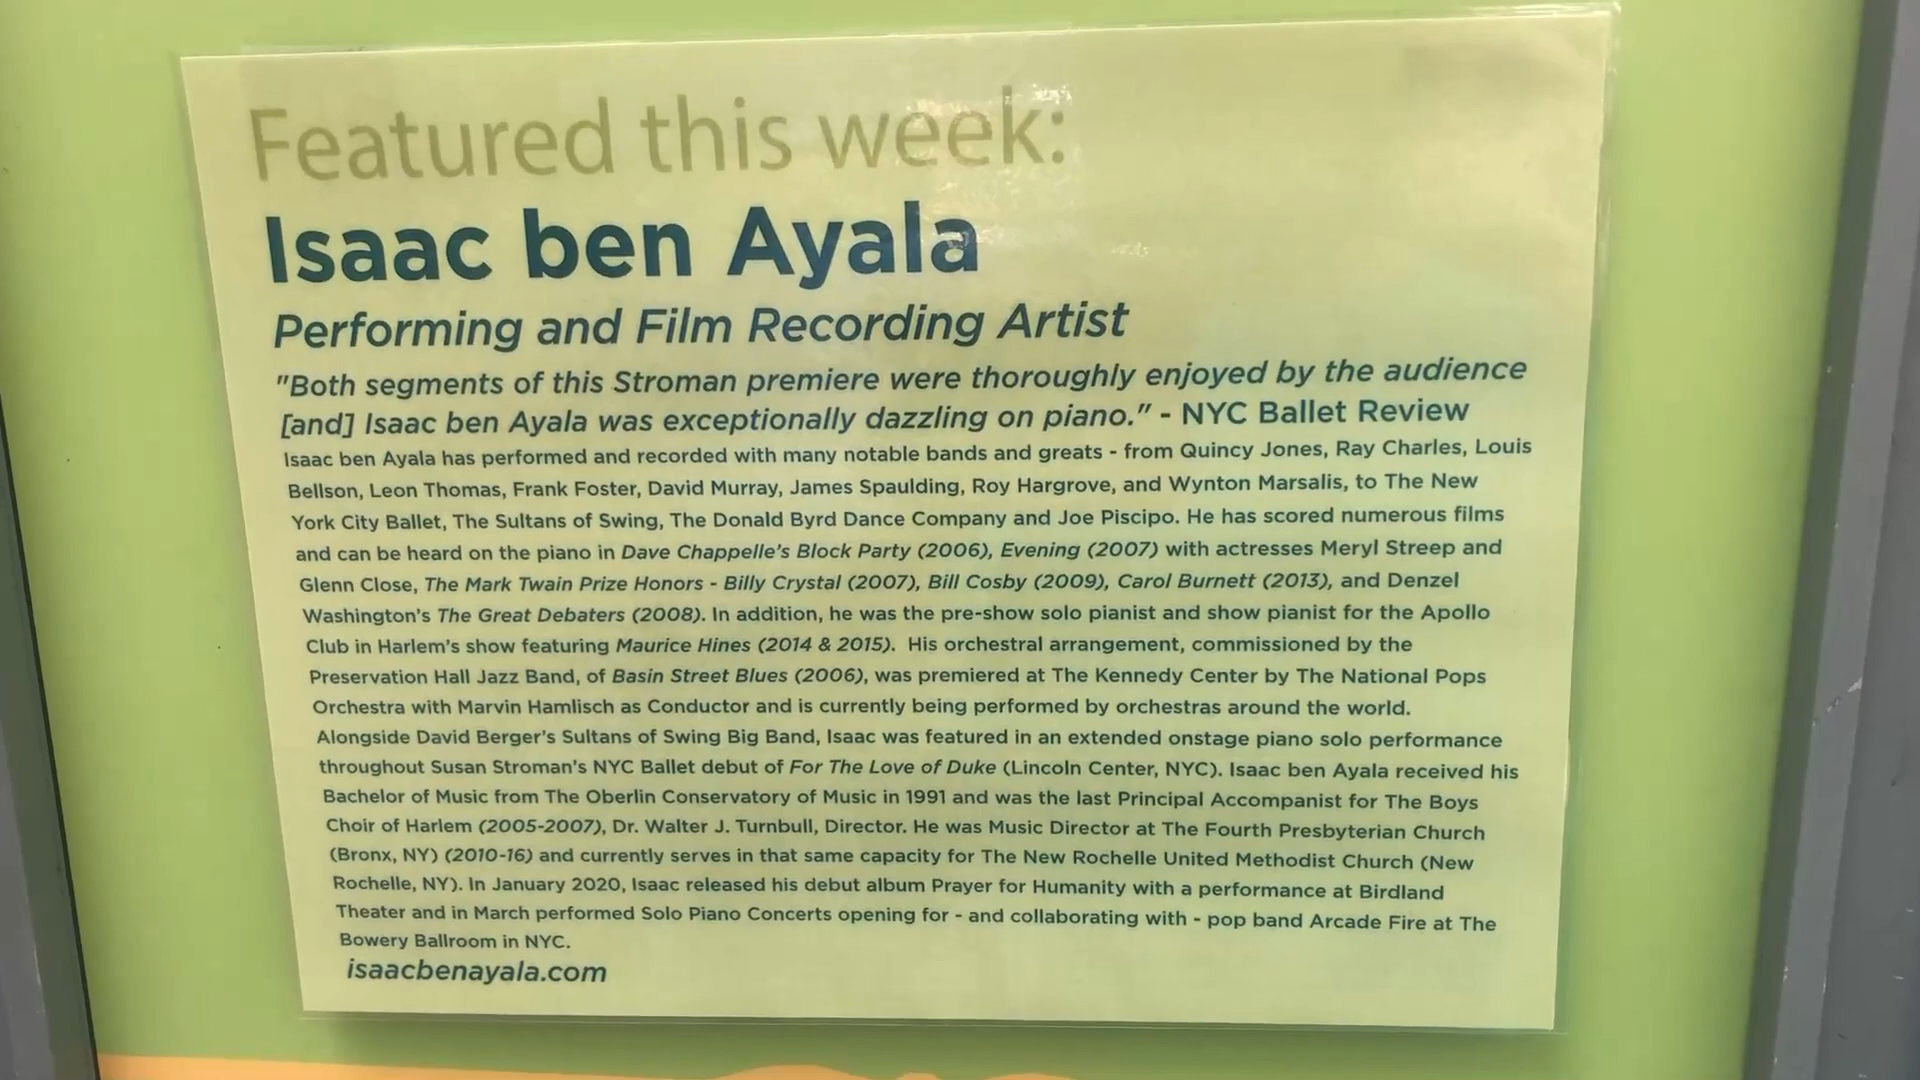 Featured this week:
Isaac ben Ayala
Performing and Film Recording Artist
"Both segments of this Stroman premiere were thoroughly enjoyed by the audience
[and] Isaac ben Ayala was exceptionally dazzling on piano." - NYC Ballet Review
Isaac ben Ayala has performed and recorded with many notable bands and greats - from Quincy Jones, Ray Charles, Louis
Bellson, Leon Thomas, Frank Foster, David Murray, James Spaulding, Roy Hargrove, and Wynton Marsalis, to The New
York City Ballet, The Sultans of Swing, The Donald Byrd Dance Company and Joe Piscipo. He has scored numerous films
and can be heard on the piano in Dave Chappelle's Block Party (2006), Evening (2007) with actresses Meryl Streep and
Glenn Close, The Mark Twain Prize Honors - Billy Crystal (2007), Bill Cosby (2009), Carol Burnett (2013), and Denzel
Washington's The Great Debaters (2008). In addition, he was the pre-show solo pianist and show pianist for the Apollo
Club in Harlem's show featuring Maurice Hines (2014 & 2015). His orchestral arrangement, commissioned by the
Preservation Hall Jazz Band, of Basin Street Blues (2006), was premiered at The Kennedy Center by The National Pops
Orchestra with Marvin Hamlisch as Conductor and is currently being performed by orchestras around the world.
Alongside David Berger's Sultans of Swing Big Band, Isaac was featured in an extended onstage piano solo performance
throughout Susan Stroman's NYC Ballet debut of For The Love of Duke (Lincoln Center, NYC). Isaac ben Ayala received his
Bachelor of Music from The Oberlin Conservatory of Music in 1991 and was the last Principal Accompanist for The Boys
Choir of Harlem (2005-2007), Dr. Walter J. Turnbull, Director. He was Music Director at The Fourth Presbyterian Church
(Bronx, NY) (2010-16) and currently serves in that same capacity for The New Rochelle United Methodist Church (New
Rochelle, NY). In January 2020, Isaac released his debut album Prayer for Humanity with a performance at Birdland
Theater and in March performed Solo Piano Concerts opening for - and collaborating with - pop band Arcade Fire at The
Bowery Ballroom in NYC.
isaacbenayala.com